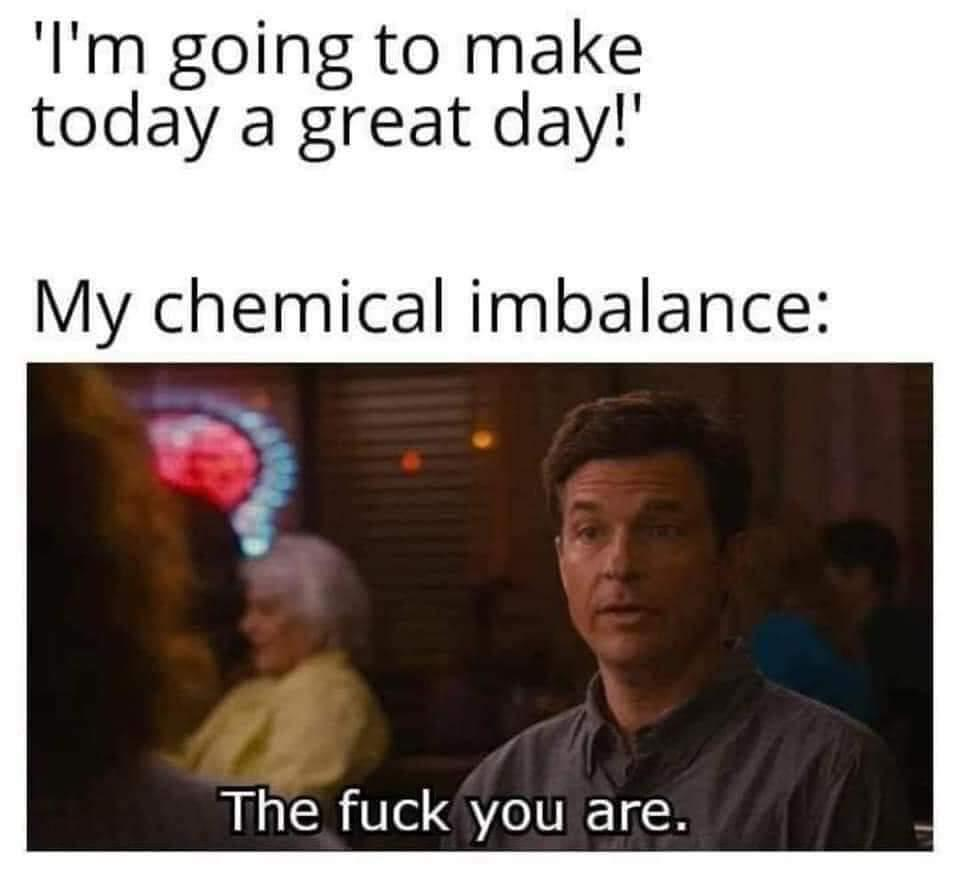 'I'm going to make
today a great day!'
My chemical imbalance:
The fuck you are.